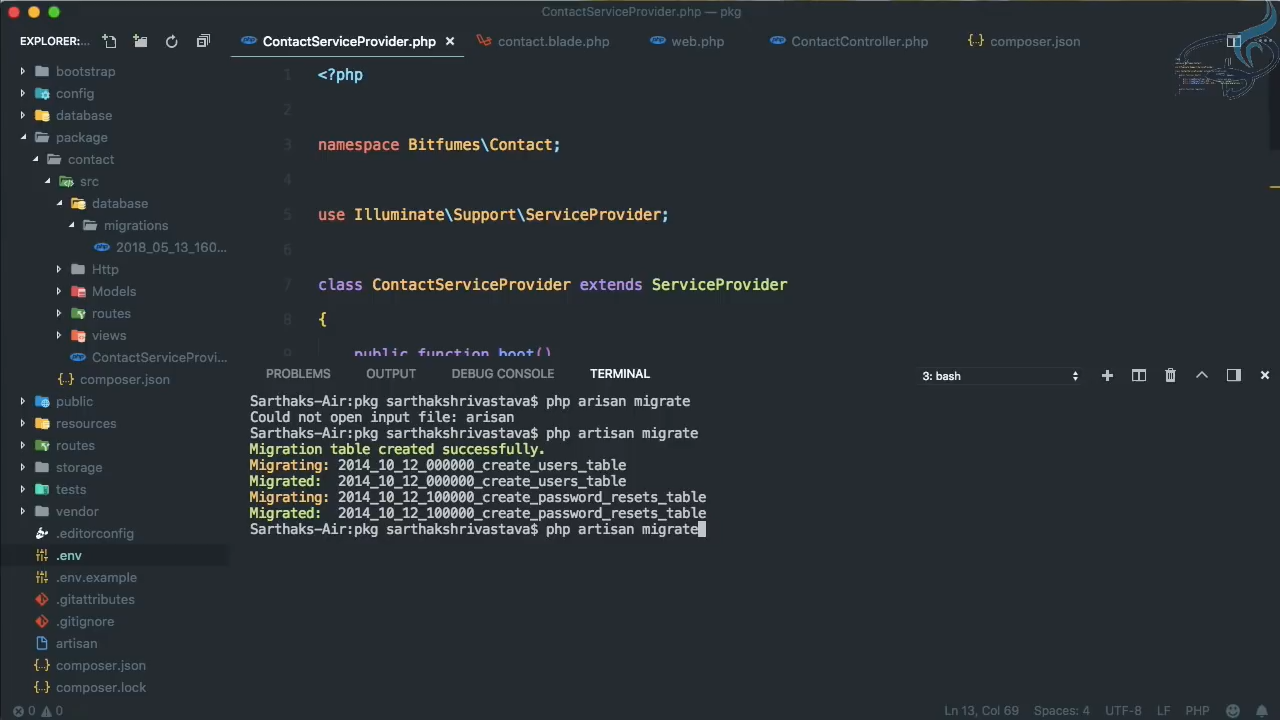 ContactServiceProvider.php — pkg
EXPLORER:...
ContactServiceProvider.php
contact.blade.php
web.php
ContactController.php
composer.json
bootstrap
config
database
package
contact
src
database
migrations
2018_05_13_160...
Http
Models
routes
views
ContactServiceProvi...
composer.json
public
resources
routes
storage
tests
vendor
.editorconfig
.env
.env.example
.gitattributes
.gitignore
artisan
composer.json
composer.lock
1 <?php
2
3 namespace Bitfumes\Contact;
4
5 use Illuminate\Support\ServiceProvider;
6
7 class ContactServiceProvider extends ServiceProvider
8 {
9 public function boot()
PROBLEMS OUTPUT DEBUG CONSOLE TERMINAL 3: bash
Sarthaks-Air:pkg sarthakshrivastava$ php arisan migrate
Could not open input file: arisan
Sarthaks-Air:pkg sarthakshrivastava$ php artisan migrate
Migration table created successfully.
Migrating: 2014_10_12_000000_create_users_table
Migrated:  2014_10_12_000000_create_users_table
Migrating: 2014_10_12_100000_create_password_resets_table
Migrated:  2014_10_12_100000_create_password_resets_table
Sarthaks-Air:pkg sarthakshrivastava$ php artisan migrate
0 0 Ln 13, Col 69 Spaces: 4 UTF-8 LF PHP